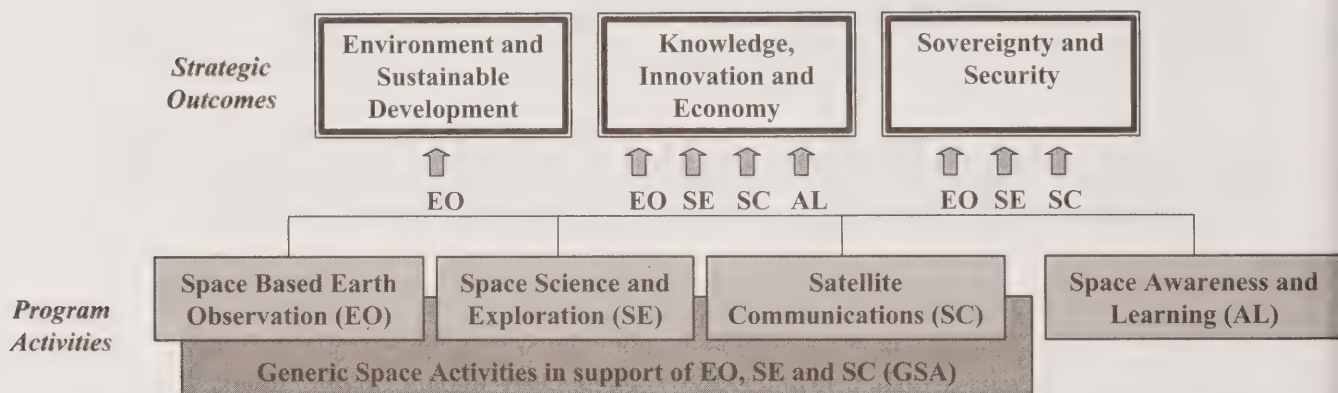 Strategic
Outcomes
Environment and
Sustainable
Development
Knowledge,
Innovation and
Economy
Sovereignty and
Security
EO
EO SE SC AL
EO SE SC
Program
Activities
Space Based Earth
Observation (EO)
Space Science and
Exploration (SE)
Satellite
Communications (SC)
Space Awareness and
Learning (AL)
Generic Space Activities in support of EO, SE and SC (GSA)